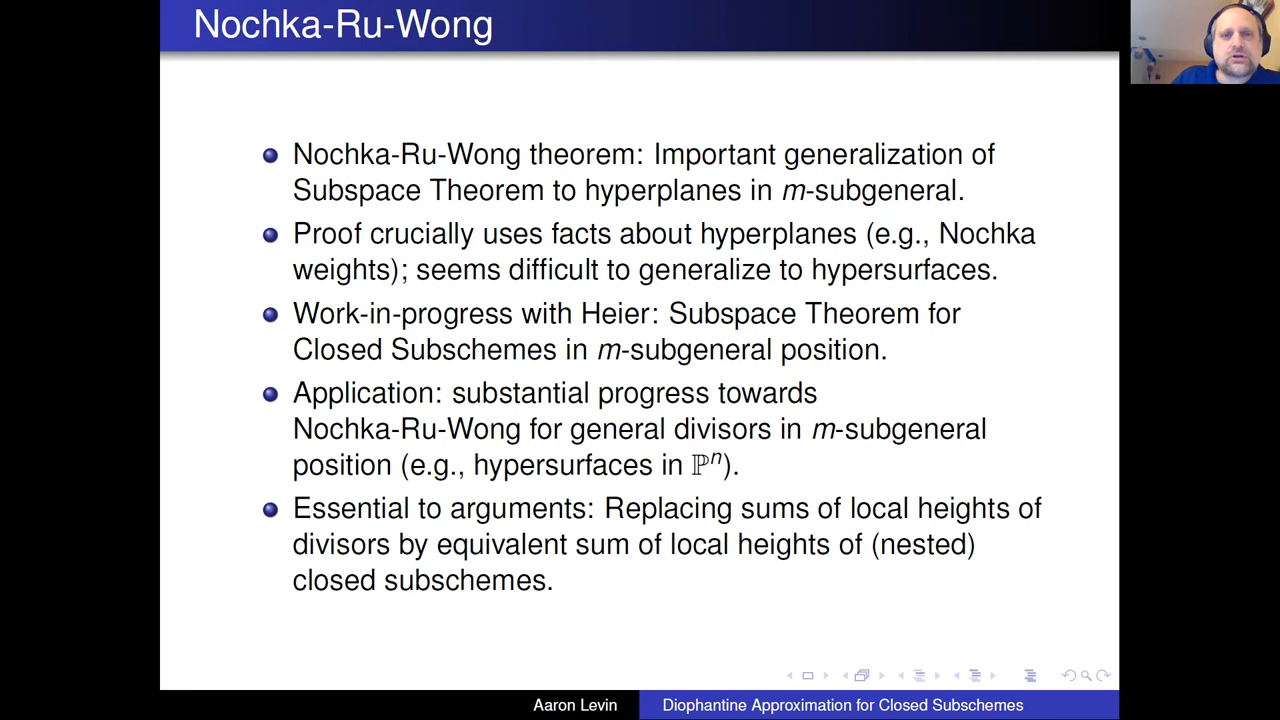 Nochka-Ru-Wong
Nochka-Ru-Wong theorem: Important generalization of
Subspace Theorem to hyperplanes in m-subgeneral.
Proof crucially uses facts about hyperplanes (e.g., Nochka
weights); seems difficult to generalize to hypersurfaces.
Work-in-progress with Heier: Subspace Theorem for
Closed Subschemes in m-subgeneral position.
Application: substantial progress towards
Nochka-Ru-Wong for general divisors in m-subgeneral
position (e.g., hypersurfaces in ℙⁿ).
Essential to arguments: Replacing sums of local heights of
divisors by equivalent sum of local heights of (nested)
closed subschemes.
Aaron Levin
Diophantine Approximation for Closed Subschemes